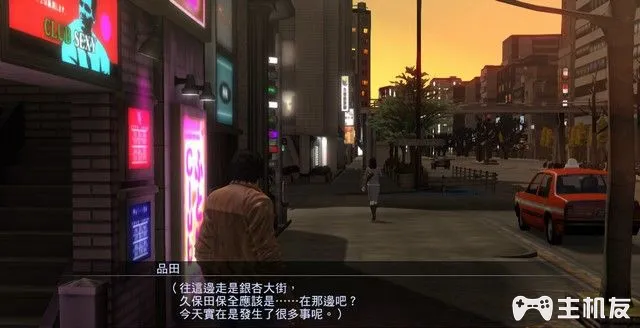 CLUB SEXY
品田
(往這邊走是銀杏大街，
久保田保全應該是……在那邊吧？
今天實在是發生了很多事呢。)
主机友